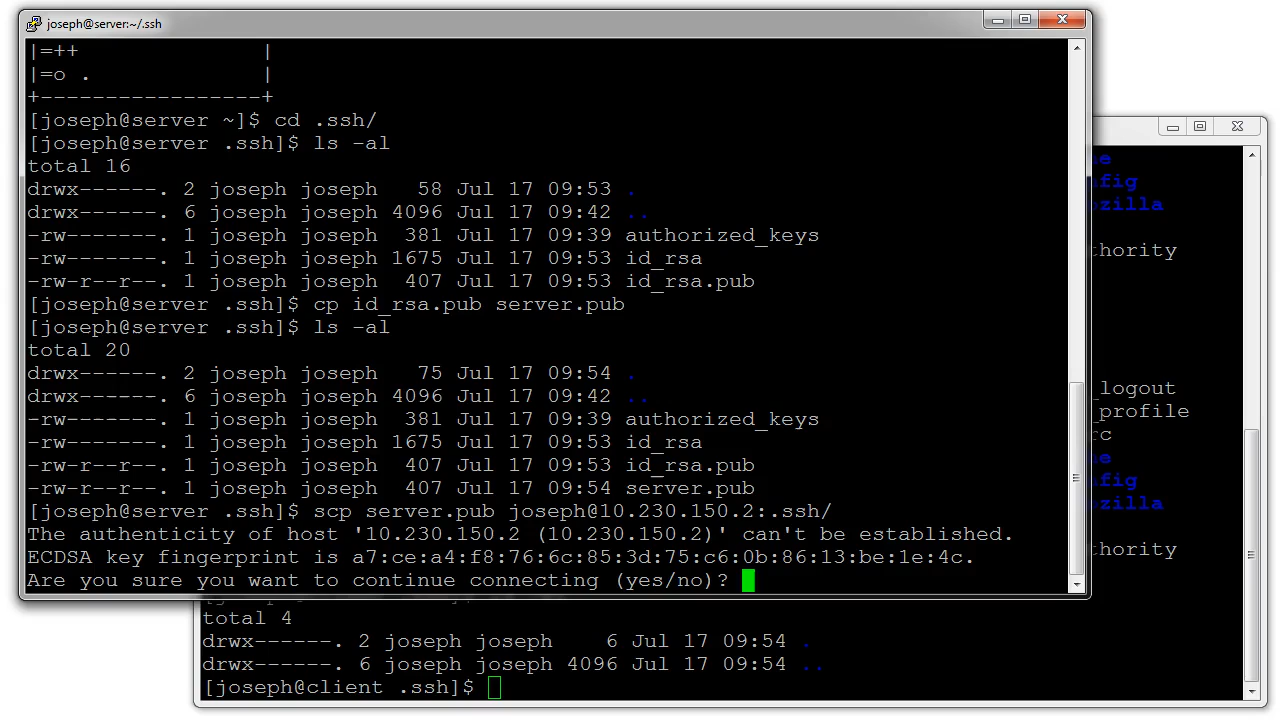 joseph@server:~/.ssh
|=++               |
|=o .              |
+-----------------+
[joseph@server ~]$ cd .ssh/
[joseph@server .ssh]$ ls -al
total 16
drwx------. 2 joseph joseph   58 Jul 17 09:53 .
drwx------. 6 joseph joseph 4096 Jul 17 09:42 ..
-rw-------. 1 joseph joseph  381 Jul 17 09:39 authorized_keys
-rw-------. 1 joseph joseph 1675 Jul 17 09:53 id_rsa
-rw-r--r--. 1 joseph joseph  407 Jul 17 09:53 id_rsa.pub
[joseph@server .ssh]$ cp id_rsa.pub server.pub
[joseph@server .ssh]$ ls -al
total 20
drwx------. 2 joseph joseph   75 Jul 17 09:54 .
drwx------. 6 joseph joseph 4096 Jul 17 09:42 ..
-rw-------. 1 joseph joseph  381 Jul 17 09:39 authorized_keys
-rw-------. 1 joseph joseph 1675 Jul 17 09:53 id_rsa
-rw-r--r--. 1 joseph joseph  407 Jul 17 09:53 id_rsa.pub
-rw-r--r--. 1 joseph joseph  407 Jul 17 09:54 server.pub
[joseph@server .ssh]$ scp server.pub joseph@10.230.150.2:.ssh/
The authenticity of host '10.230.150.2 (10.230.150.2)' can't be established.
ECDSA key fingerprint is a7:ce:a4:f8:76:6c:85:3d:75:c6:0b:86:13:be:1e:4c.
Are you sure you want to continue connecting (yes/no)?
he
nfig
ozilla
thority
_logout
_profile
rc
he
nfig
ozilla
thority
total 4
drwx------. 2 joseph joseph    6 Jul 17 09:54 .
drwx------. 6 joseph joseph 4096 Jul 17 09:54 ..
[joseph@client .ssh]$